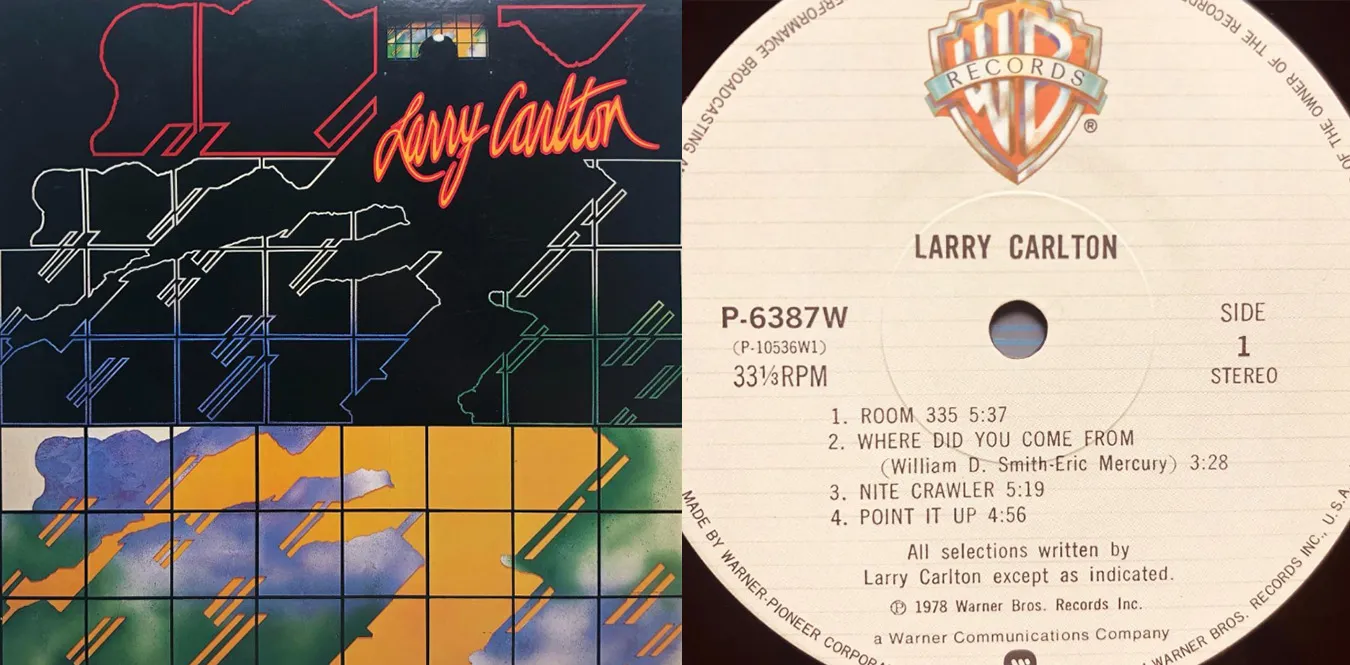 Larry Carlton
PERFORMANCE BROADCASTING
OF THE OWNER OF THE RECORDED
WB
RECORDS
®
LARRY CARLTON
P-6387W
(P-10536W1)
33⅓RPM
SIDE
1
STEREO
1. ROOM 335 5:37
2. WHERE DID YOU COME FROM
(William D. Smith-Eric Mercury) 3:28
3. NITE CRAWLER 5:19
4. POINT IT UP 4:56
All selections written by
Larry Carlton except as indicated.
℗ 1978 Warner Bros. Records Inc.
a Warner Communications Company
MADE BY WARNER-PIONEER
WARNER BROS. RECORDS INC., U.S.A.